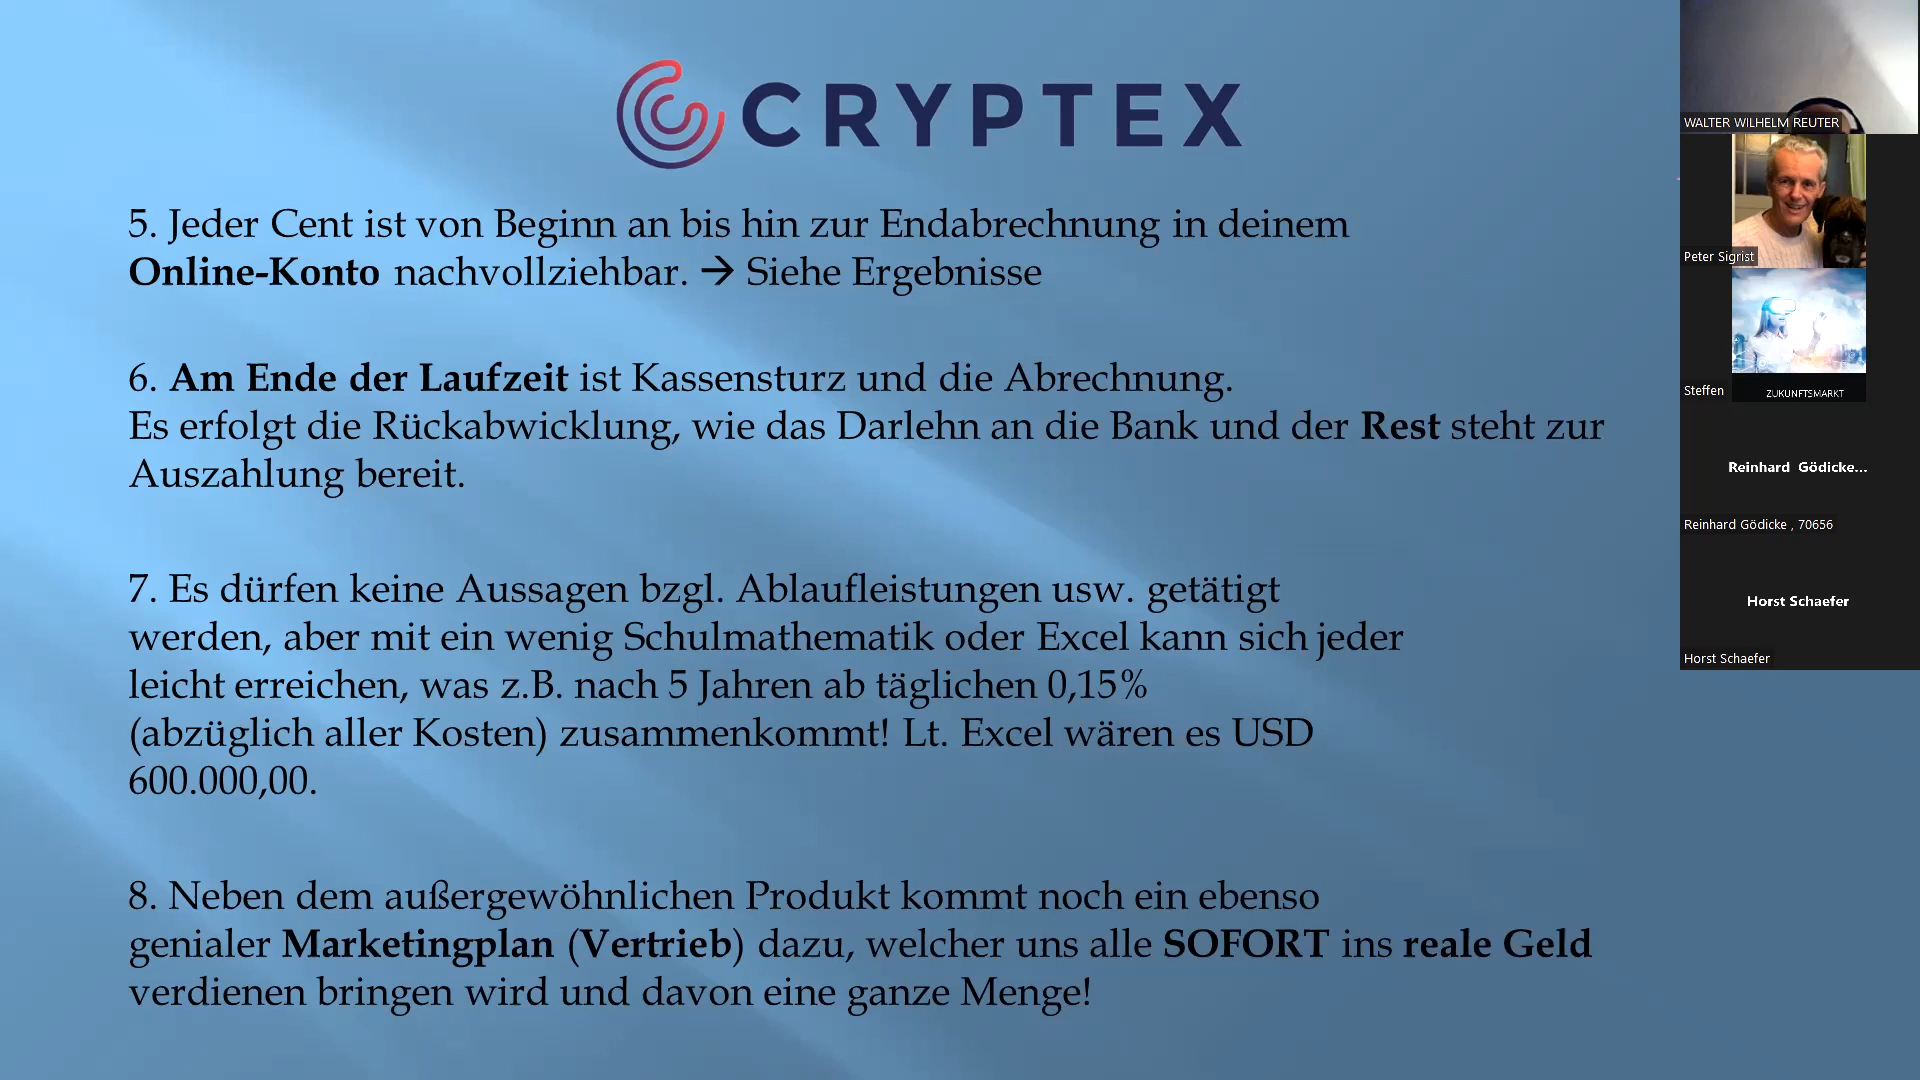 CRYPTEX
5. Jeder Cent ist von Beginn an bis hin zur Endabrechnung in deinem
Online-Konto nachvollziehbar. → Siehe Ergebnisse
6. Am Ende der Laufzeit ist Kassensturz und die Abrechnung.
Es erfolgt die Rückabwicklung, wie das Darlehn an die Bank und der Rest steht zur
Auszahlung bereit.
7. Es dürfen keine Aussagen bzgl. Ablaufleistungen usw. getätigt
werden, aber mit ein wenig Schulmathematik oder Excel kann sich jeder
leicht erreichen, was z.B. nach 5 Jahren ab täglichen 0,15%
(abzüglich aller Kosten) zusammenkommt! Lt. Excel wären es USD
600.000,00.
8. Neben dem außergewöhnlichen Produkt kommt noch ein ebenso
genialer Marketingplan (Vertrieb) dazu, welcher uns alle SOFORT ins reale Geld
verdienen bringen wird und davon eine ganze Menge!
WALTER WILHELM REUTER
Peter Sigrist
ZUKUNFTSMARKT
Steffen
Reinhard Gödicke...
Reinhard Gödicke , 70656
Horst Schaefer
Horst Schaefer